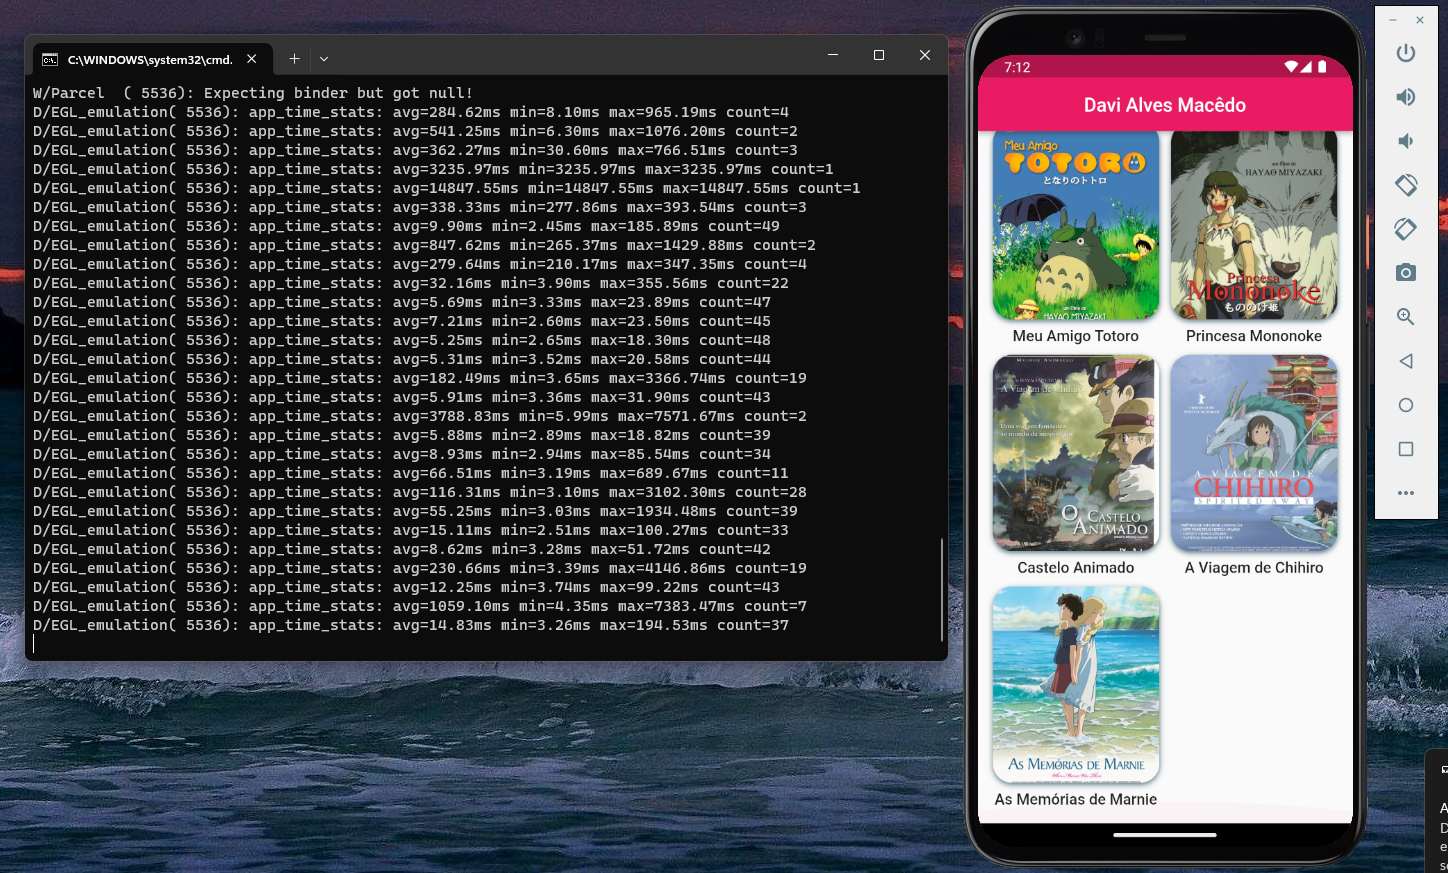 C:\WINDOWS\system32\cmd.
W/Parcel  ( 5536): Expecting binder but got null!
D/EGL_emulation( 5536): app_time_stats: avg=284.62ms min=8.10ms max=965.19ms count=4
D/EGL_emulation( 5536): app_time_stats: avg=541.25ms min=6.30ms max=1076.20ms count=2
D/EGL_emulation( 5536): app_time_stats: avg=362.27ms min=30.60ms max=766.51ms count=3
D/EGL_emulation( 5536): app_time_stats: avg=3235.97ms min=3235.97ms max=3235.97ms count=1
D/EGL_emulation( 5536): app_time_stats: avg=14847.55ms min=14847.55ms max=14847.55ms count=1
D/EGL_emulation( 5536): app_time_stats: avg=338.33ms min=277.86ms max=393.54ms count=3
D/EGL_emulation( 5536): app_time_stats: avg=9.90ms min=2.45ms max=185.89ms count=49
D/EGL_emulation( 5536): app_time_stats: avg=847.62ms min=265.37ms max=1429.88ms count=2
D/EGL_emulation( 5536): app_time_stats: avg=279.64ms min=210.17ms max=347.35ms count=4
D/EGL_emulation( 5536): app_time_stats: avg=32.16ms min=3.90ms max=355.56ms count=22
D/EGL_emulation( 5536): app_time_stats: avg=5.69ms min=3.33ms max=23.89ms count=47
D/EGL_emulation( 5536): app_time_stats: avg=7.21ms min=2.60ms max=23.50ms count=45
D/EGL_emulation( 5536): app_time_stats: avg=5.25ms min=2.65ms max=18.30ms count=48
D/EGL_emulation( 5536): app_time_stats: avg=5.31ms min=3.52ms max=20.58ms count=44
D/EGL_emulation( 5536): app_time_stats: avg=182.49ms min=3.65ms max=3366.74ms count=19
D/EGL_emulation( 5536): app_time_stats: avg=5.91ms min=3.36ms max=31.90ms count=43
D/EGL_emulation( 5536): app_time_stats: avg=3788.83ms min=5.99ms max=7571.67ms count=2
D/EGL_emulation( 5536): app_time_stats: avg=5.88ms min=2.89ms max=18.82ms count=39
D/EGL_emulation( 5536): app_time_stats: avg=8.93ms min=2.94ms max=85.54ms count=34
D/EGL_emulation( 5536): app_time_stats: avg=66.51ms min=3.19ms max=689.67ms count=11
D/EGL_emulation( 5536): app_time_stats: avg=116.31ms min=3.10ms max=3102.30ms count=28
D/EGL_emulation( 5536): app_time_stats: avg=55.25ms min=3.03ms max=1934.48ms count=39
D/EGL_emulation( 5536): app_time_stats: avg=15.11ms min=2.51ms max=100.27ms count=33
D/EGL_emulation( 5536): app_time_stats: avg=8.62ms min=3.28ms max=51.72ms count=42
D/EGL_emulation( 5536): app_time_stats: avg=230.66ms min=3.39ms max=4146.86ms count=19
D/EGL_emulation( 5536): app_time_stats: avg=12.25ms min=3.74ms max=99.22ms count=43
D/EGL_emulation( 5536): app_time_stats: avg=1059.10ms min=4.35ms max=7383.47ms count=7
D/EGL_emulation( 5536): app_time_stats: avg=14.83ms min=3.26ms max=194.53ms count=37
7:12
Davi Alves Macêdo
Meu Amigo
TOTORO
となりのトトロ
um filme de
HAYAO MIYAZAKI
Meu Amigo Totoro
um filme de
HAYAO MIYAZAKI
Princesa
MONONOKE
もののけ姫
Princesa Mononoke
MELHOR ANIMAÇÃO
A Viagem de Chihiro
Uma viagem fantástica
ao mundo da imaginação
O CASTELO
ANIMADO
Castelo Animado
A VIAGEM DE
CHIHIRO
SPIRITED AWAY
A Viagem de Chihiro
AS MEMÓRIAS DE MARNIE
When Marnie Was There
As Memórias de Marnie